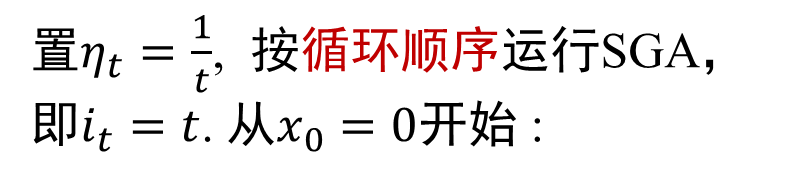 置η_t = 1/t, 按循环顺序运行SGA，
即i_t = t. 从x_0 = 0开始：